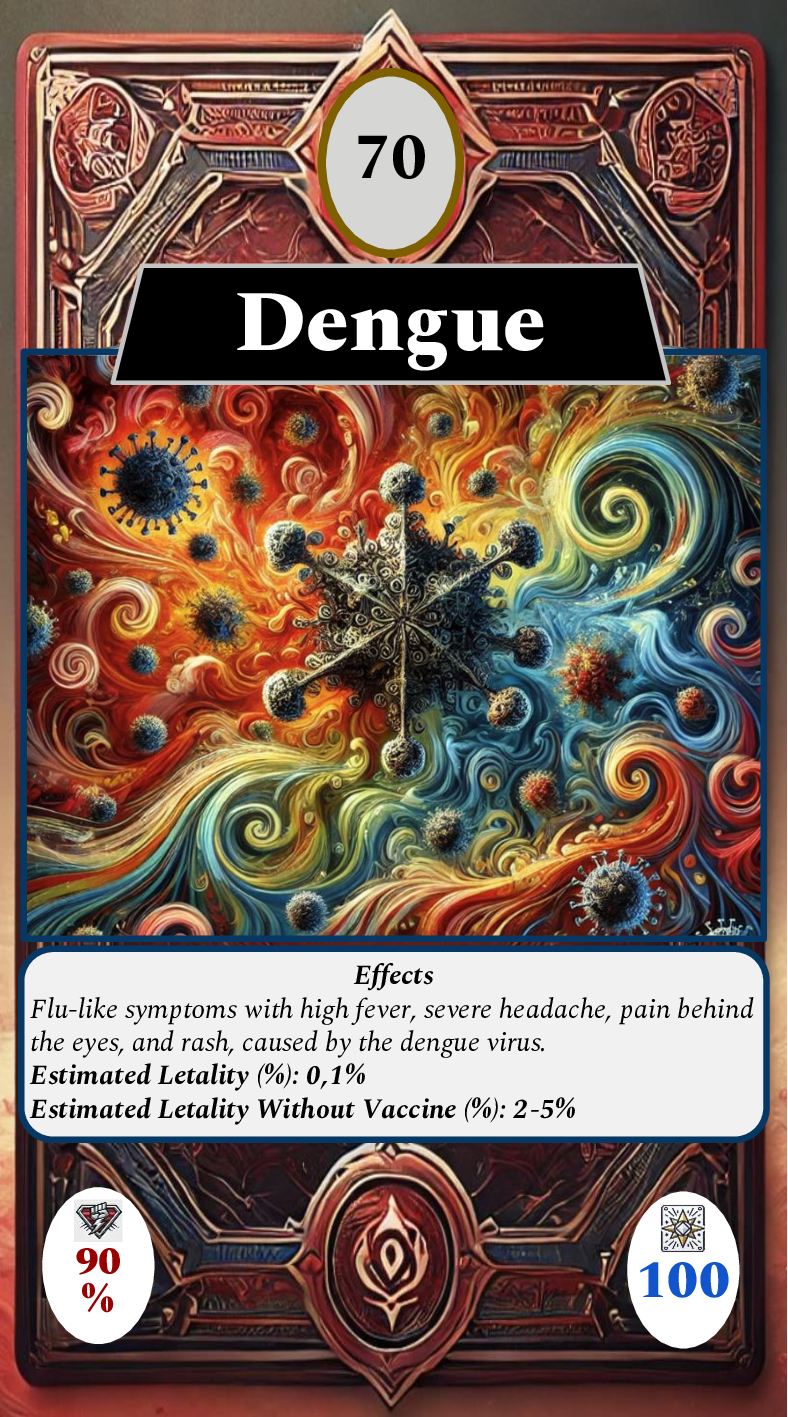 70
Dengue
Effects
Flu-like symptoms with high fever, severe headache, pain behind
the eyes, and rash, caused by the dengue virus.
Estimated Letality (%): 0,1%
Estimated Letality Without Vaccine (%): 2-5%
90
%
100